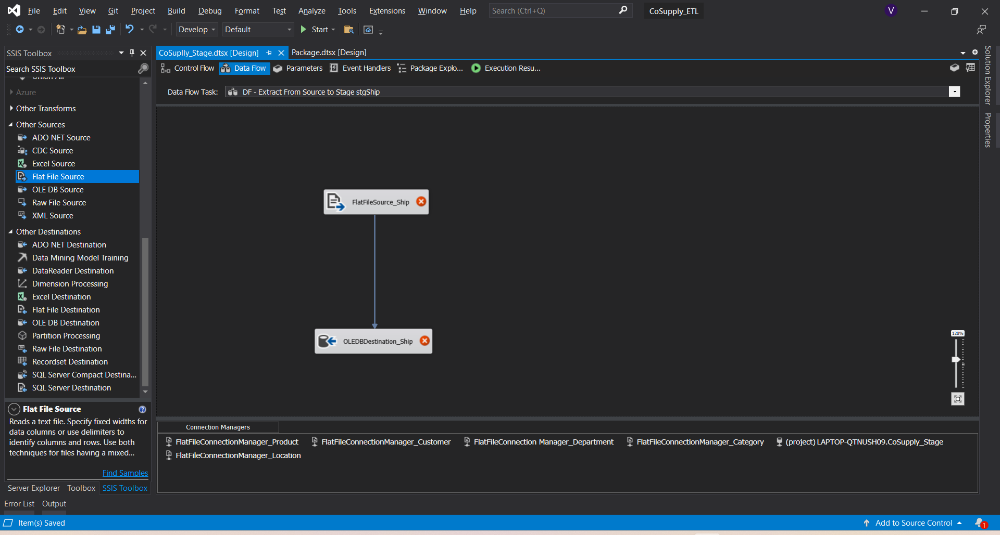 File Edit View Git Project Build Debug Format Test Analyze Tools Extensions Window Help Search (Ctrl+Q) CoSupply_ETL V
Develop Default Start
SSIS Toolbox
Search SSIS Toolbox
Union All
Azure
Other Transforms
Other Sources
ADO NET Source
CDC Source
Excel Source
Flat File Source
OLE DB Source
Raw File Source
XML Source
Other Destinations
ADO NET Destination
Data Mining Model Training
DataReader Destination
Dimension Processing
Excel Destination
Flat File Destination
OLE DB Destination
Partition Processing
Raw File Destination
Recordset Destination
SQL Server Compact Destina...
SQL Server Destination
Flat File Source
Reads a text file. Specify fixed widths for
data columns or use delimiters to
identify columns and rows. Use both
techniques for files having a mixed...
Find Samples
Server Explorer Toolbox SSIS Toolbox
CoSuplly_Stage.dtsx [Design] Package.dtsx [Design]
Control Flow Data Flow Parameters Event Handlers Package Explo... Execution Resu...
Data Flow Task: DF - Extract From Source to Stage stgShip
FlatFileSource_Ship
OLEDBDestination_Ship
120%
Connection Managers
FlatFileConnectionManager_Product FlatFileConnectionManager_Customer FlatFileConnection Manager_Department FlatFileConnectionManager_Category (project) LAPTOP-QTNUSH09.CoSupply_Stage
FlatFileConnectionManager_Location
Solution Explorer
Properties
Error List Output
Item(s) Saved Add to Source Control 1